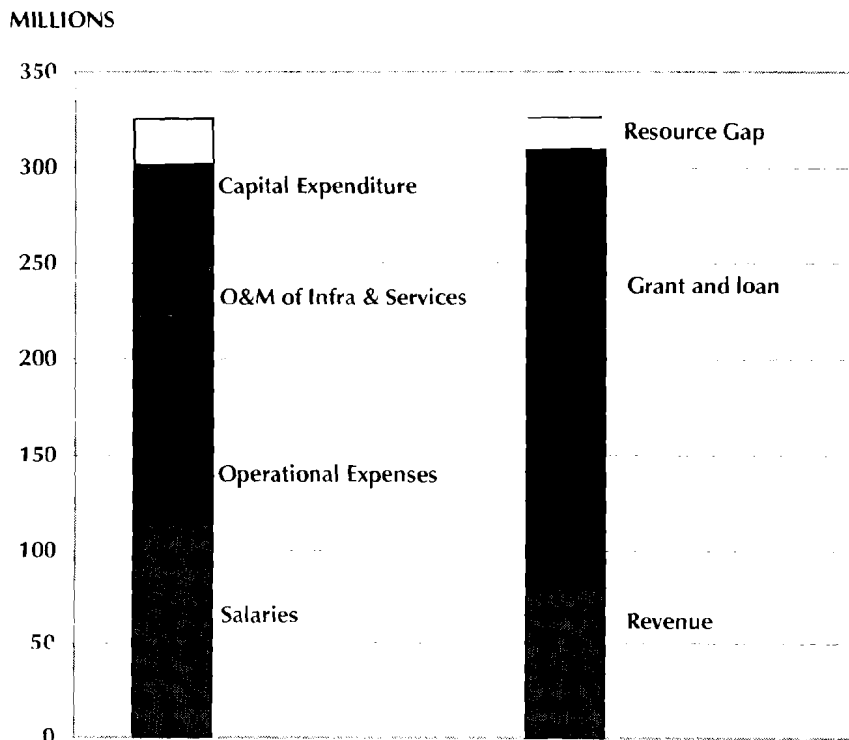 MILLIONS
350
300
250
200
150
100
50
0
Capital Expenditure
O&M of Infra & Services
Operational Expenses
Salaries
Resource Gap
Grant and loan
Revenue